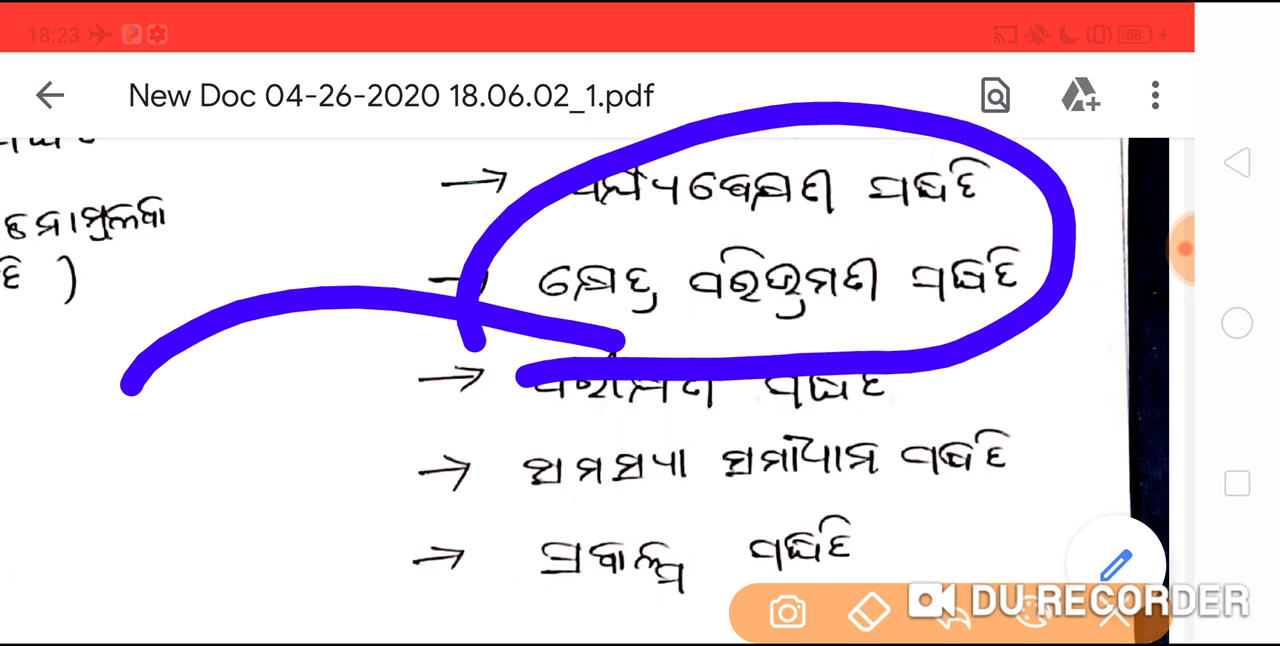 18:23
58
New Doc 04-26-2020 18.06.02_1.pdf
→ ପର୍ଯ୍ୟବେକ୍ଷଣ ପଦ୍ଧତି
→ କ୍ଷେତ୍ର ପରିଭ୍ରମଣ ପଦ୍ଧତି
→ ପରୀକ୍ଷଣ ପଦ୍ଧତି
→ ସମସ୍ୟା ସମାଧାନ ପଦ୍ଧତି
→ ପ୍ରକଳ୍ପ ପଦ୍ଧତି
DU RECORDER